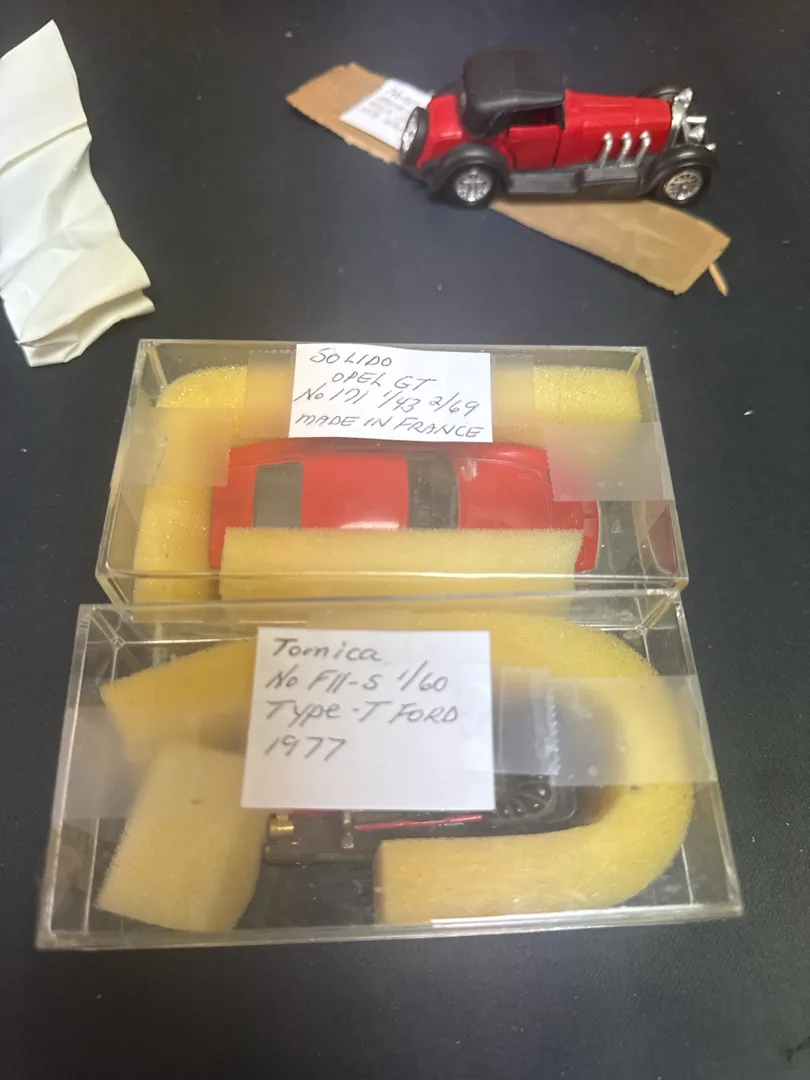 SOLIDO
OPEL GT
No 171 1/43 2/69
MADE IN FRANCE
Tomica
No F11-5 1/60
Type-T FORD
1977